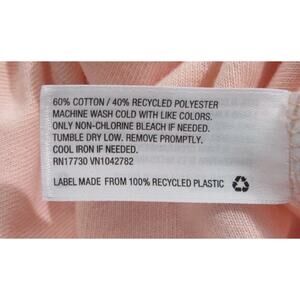 60% COTTON / 40% RECYCLED POLYESTER
MACHINE WASH COLD WITH LIKE COLORS.
ONLY NON-CHLORINE BLEACH IF NEEDED.
TUMBLE DRY LOW. REMOVE PROMPTLY.
COOL IRON IF NEEDED.
RN17730 VN1042782
LABEL MADE FROM 100% RECYCLED PLASTIC